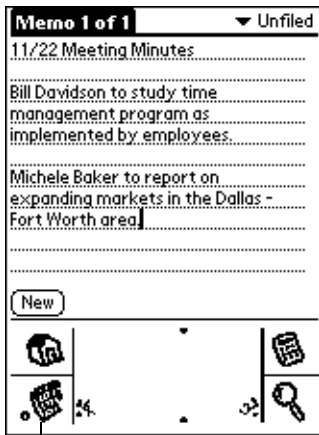 Memo 1 of 1
Unfiled
11/22 Meeting Minutes
Bill Davidson to study time
management program as
implemented by employees.
Michele Baker to report on
expanding markets in the Dallas -
Fort Worth area.
New